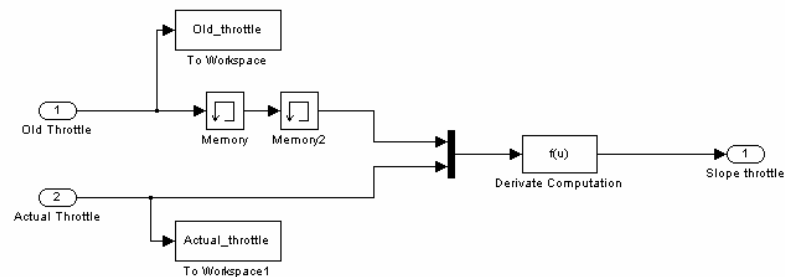 Old_throttle
To Workspace
1
Old Throttle
Memory
Memory2
f(u)
Derivate Computation
1
Slope throttle
2
Actual Throttle
Actual_throttle
To Workspace1